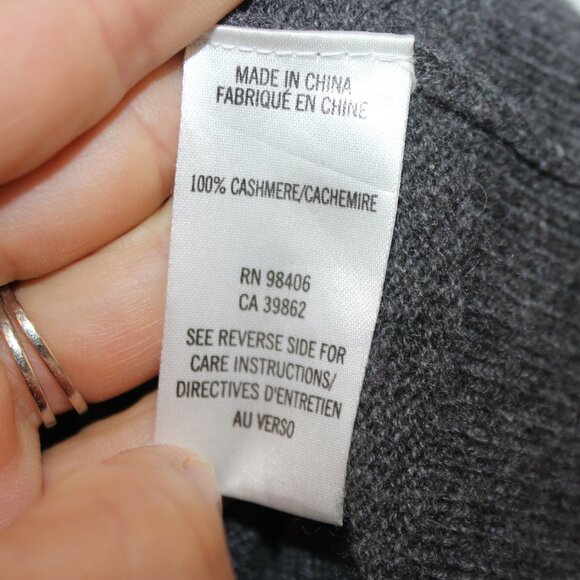 MADE IN CHINA
FABRIQUÉ EN CHINE
100% CASHMERE/CACHEMIRE
RN 98406
CA 39862
SEE REVERSE SIDE FOR
CARE INSTRUCTIONS/
DIRECTIVES D'ENTRETIEN
AU VERSO